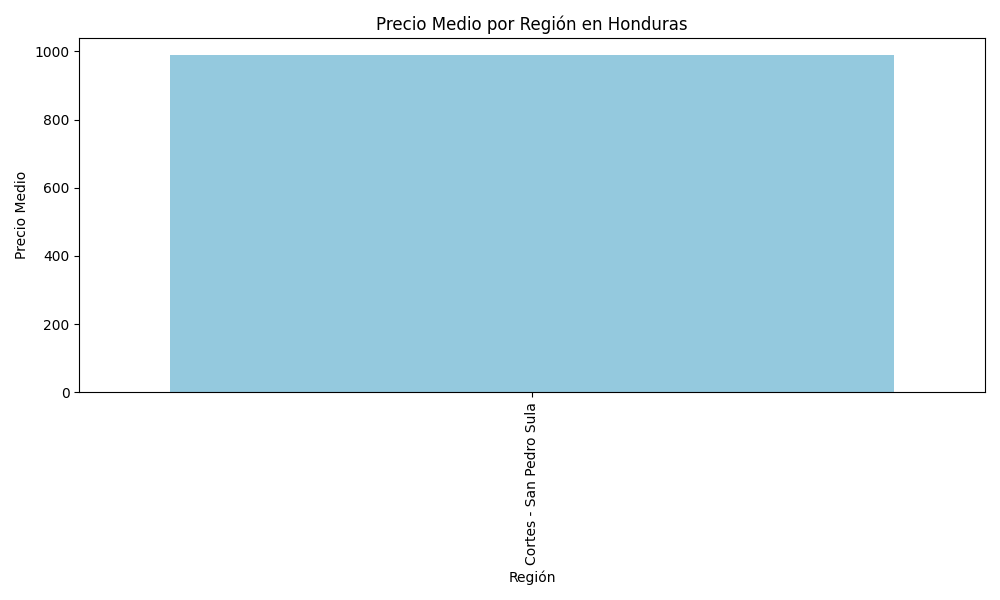 Precio Medio por Región en Honduras
1000
800
600
400
200
0
Precio Medio
Cortes - San Pedro Sula
Región